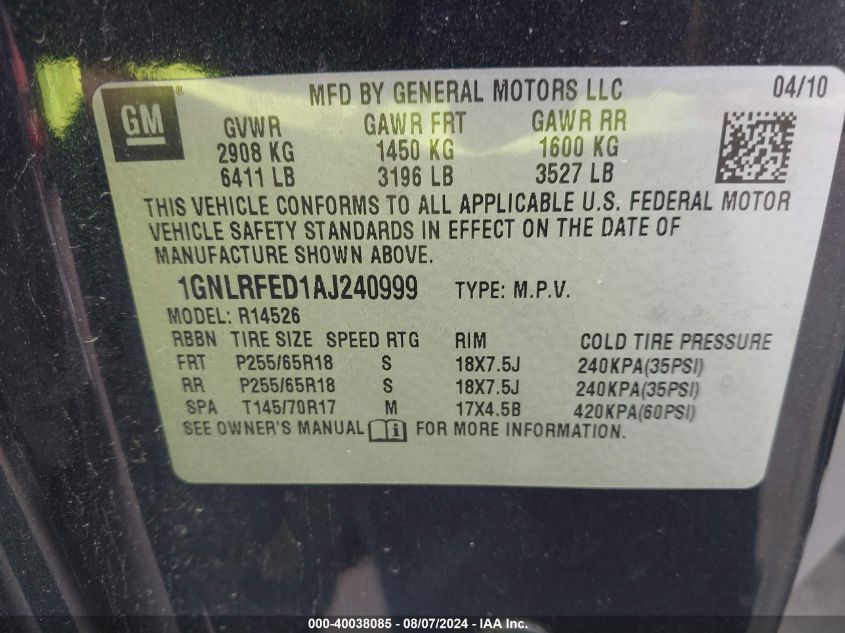 GM ® MFD BY GENERAL MOTORS LLC 04/10
GVWR GAWR FRT GAWR RR
2908 KG 1450 KG 1600 KG
6411 LB 3196 LB 3527 LB
THIS VEHICLE CONFORMS TO ALL APPLICABLE U.S. FEDERAL MOTOR
VEHICLE SAFETY STANDARDS IN EFFECT ON THE DATE OF
MANUFACTURE SHOWN ABOVE.
1GNLRFED1AJ240999 TYPE: M.P.V.
MODEL: R14526
RBBN TIRE SIZE SPEED RTG RIM COLD TIRE PRESSURE
FRT P255/65R18 S 18X7.5J 240KPA(35PSI)
RR P255/65R18 S 18X7.5J 240KPA(35PSI)
SPA T145/70R17 M 17X4.5B 420KPA(60PSI)
SEE OWNER'S MANUAL i FOR MORE INFORMATION.
000-40038085 - 08/07/2024 - IAA Inc.